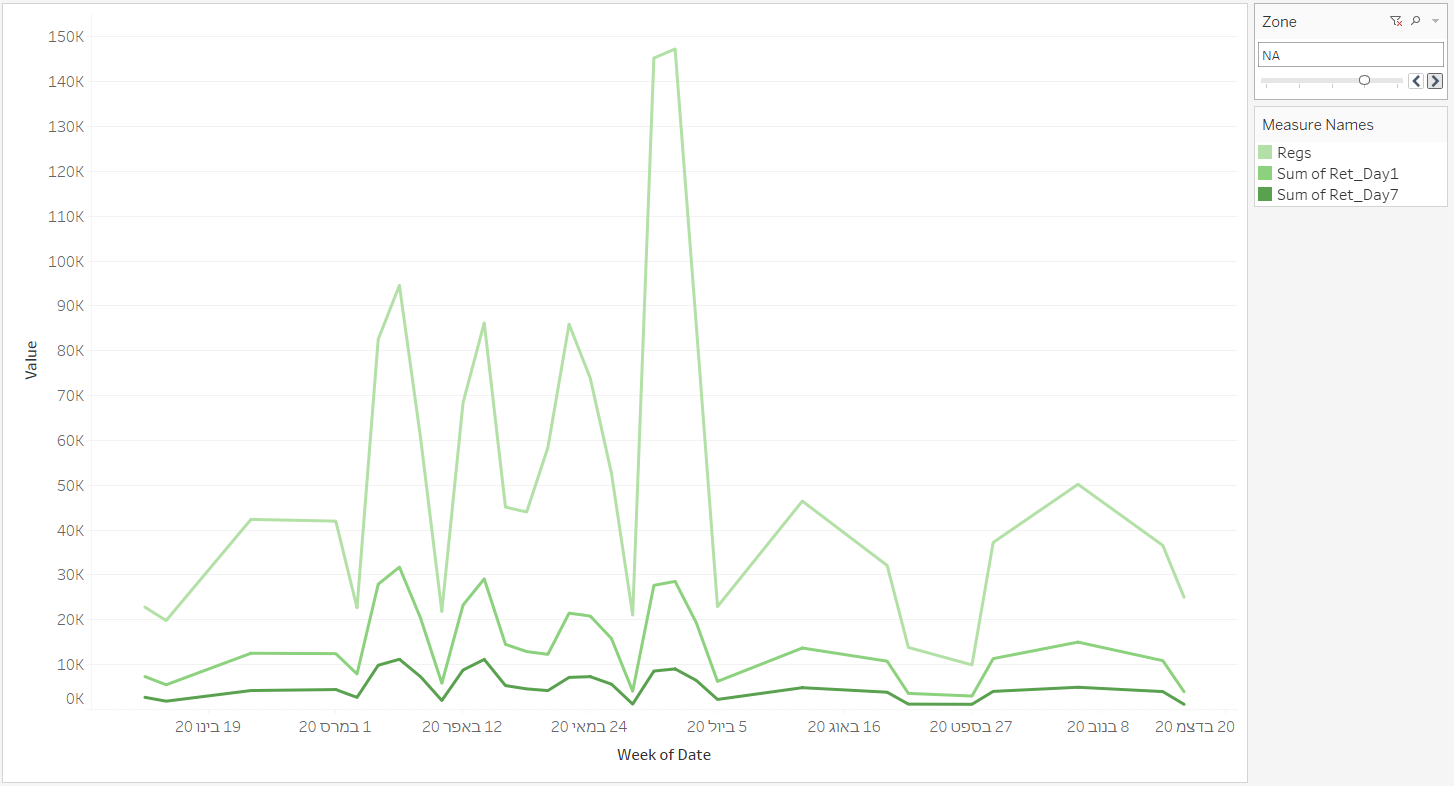 150K
140K
130K
120K
110K
100K
90K
80K
70K
60K
50K
40K
30K
20K
10K
0K
Value
19 בינו 20
1 במרס 20
12 באפר 20
24 במאי 20
5 ביול 20
16 באוג 20
27 בספט 20
8 בנוב 20
20 בדצמ 20
Week of Date
Zone
NA
Measure Names
Regs
Sum of Ret_Day1
Sum of Ret_Day7